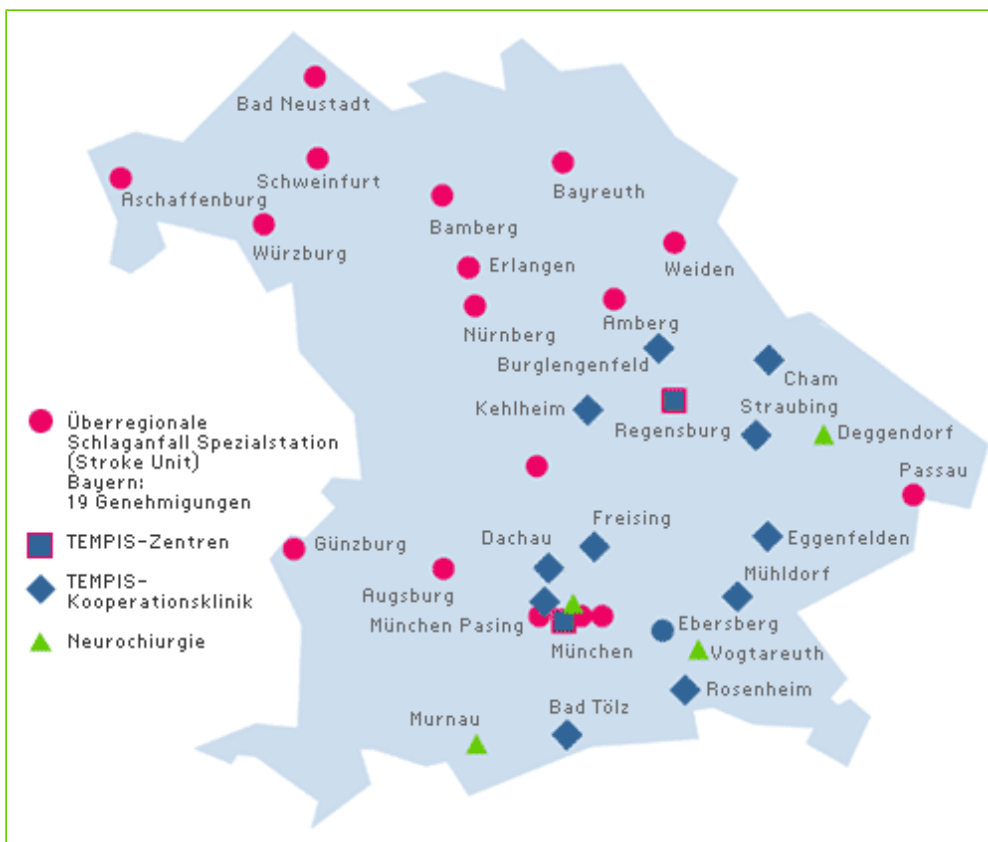 Bad Neustadt
Schweinfurt
Bayreuth
Aschaffenburg
Bamberg
Würzburg
Erlangen
Weiden
Nürnberg
Amberg
Burglengenfeld
Cham
Kehlheim
Straubing
Regensburg
Deggendorf
Passau
Überregionale
Schlaganfall Spezialstation
(Stroke Unit)
Bayern:
19 Genehmigungen
TEMPIS-Zentren
TEMPIS-
Kooperationsklinik
Neurochiurgie
Freising
Dachau
Günzburg
Eggenfelden
Mühldorf
Augsburg
München Pasing
Ebersberg
München
Vogtareuth
Rosenheim
Bad Tölz
Murnau